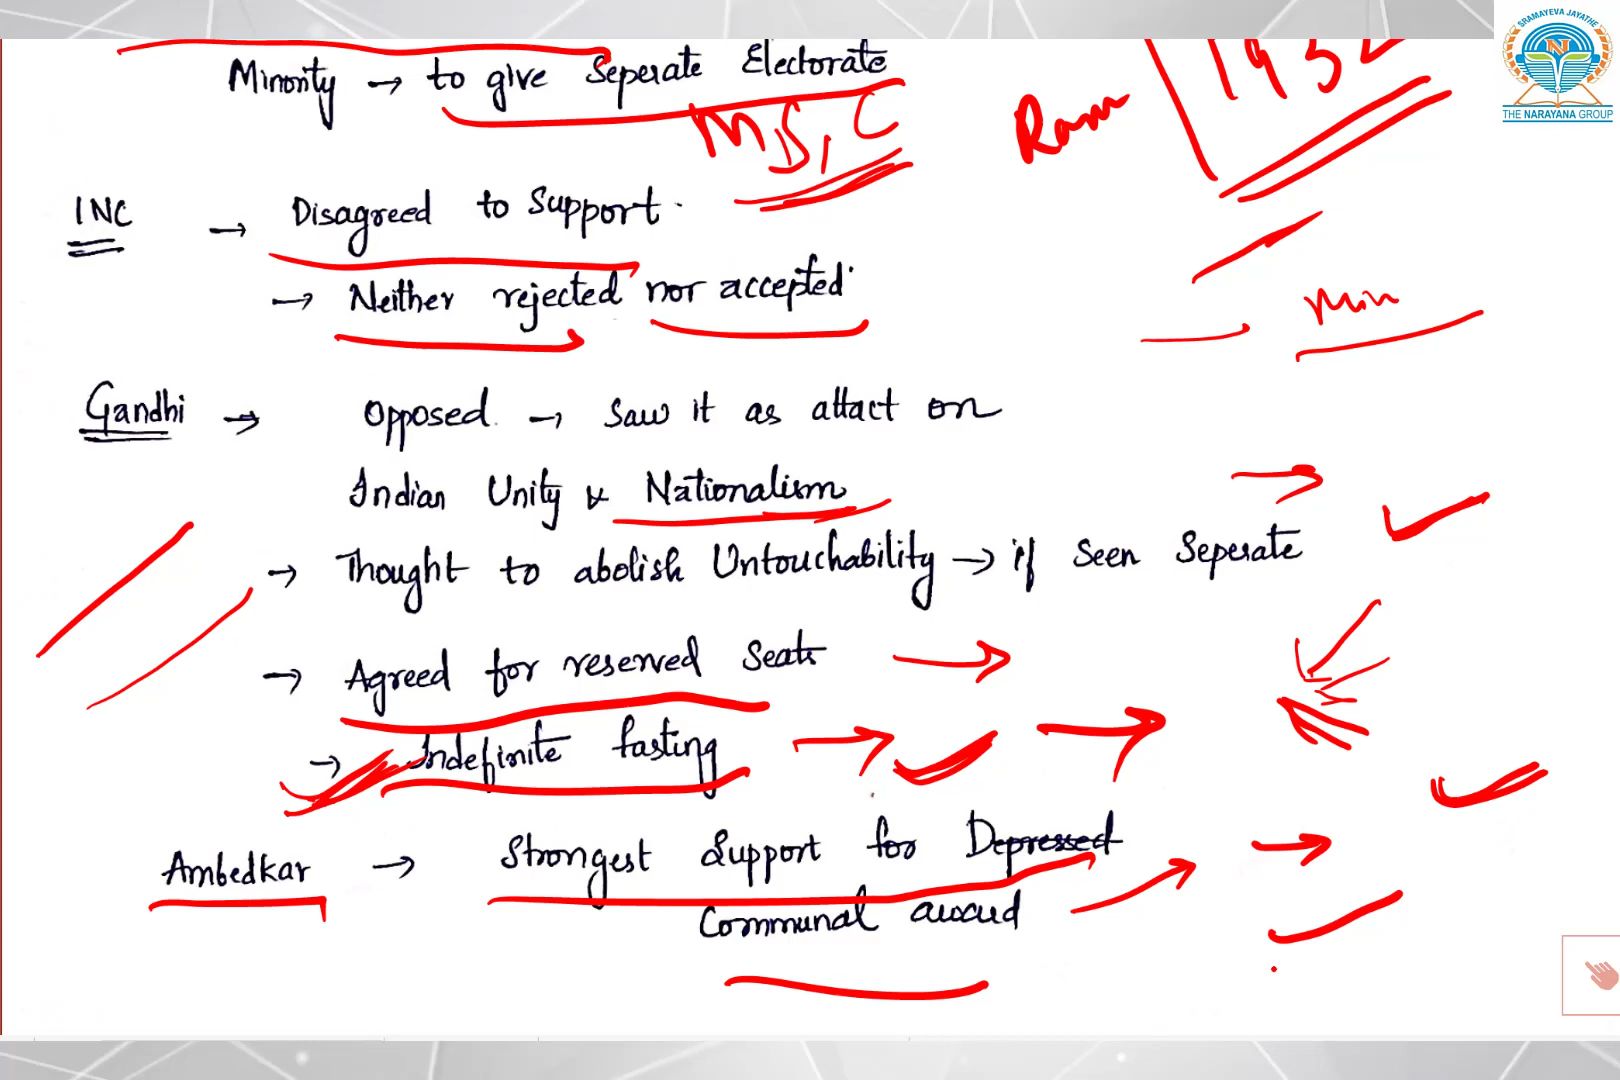 SRAMAYEVA JAYATHE
N
THE NARAYANA GROUP
Minority → to give Seperate Electorate
M, S, C
Ram
1932
INC → Disagreed to Support.
→ Neither rejected nor accepted.
Min
Gandhi → Opposed. → Saw it as attact on
Indian Unity & Nationalism
→ Thought to abolish Untouchability → if seen Seperate
→ Agreed for reserved Seats
→ Indefinite fasting
Ambedkar → Strongest Support for Depressed
Communal award